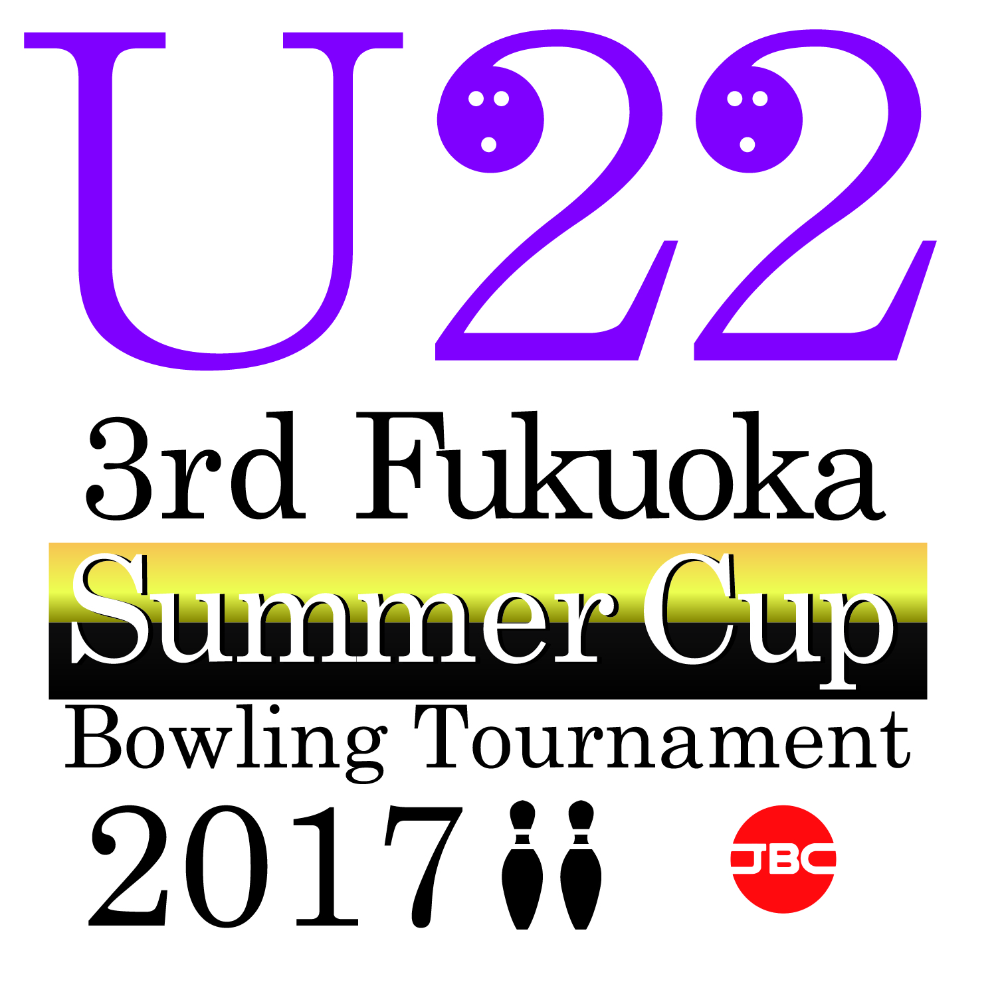 U22
3rd Fukuoka
Summer Cup
Bowling Tournament
2017
JBC